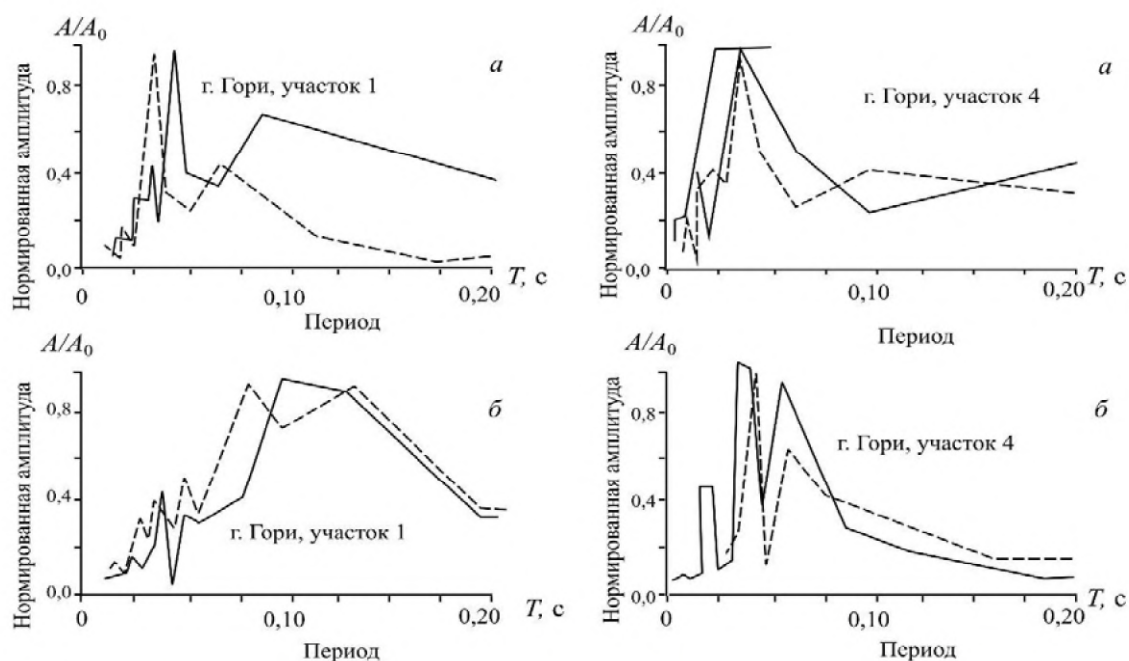 A/A₀
Нормированная амплитуда
0,8
0,4
0,0
г. Гори, участок 1
а
0
0,10
0,20
T, с
Период
A/A₀
Нормированная амплитуда
0,8
0,4
0,0
г. Гори, участок 4
а
0
0,10
0,20
T, с
Период
A/A₀
Нормированная амплитуда
0,8
0,4
0,0
г. Гори, участок 1
б
0
0,10
0,20
T, с
Период
A/A₀
Нормированная амплитуда
0,8
0,4
0,0
г. Гори, участок 4
б
0
0,10
0,20
T, с
Период